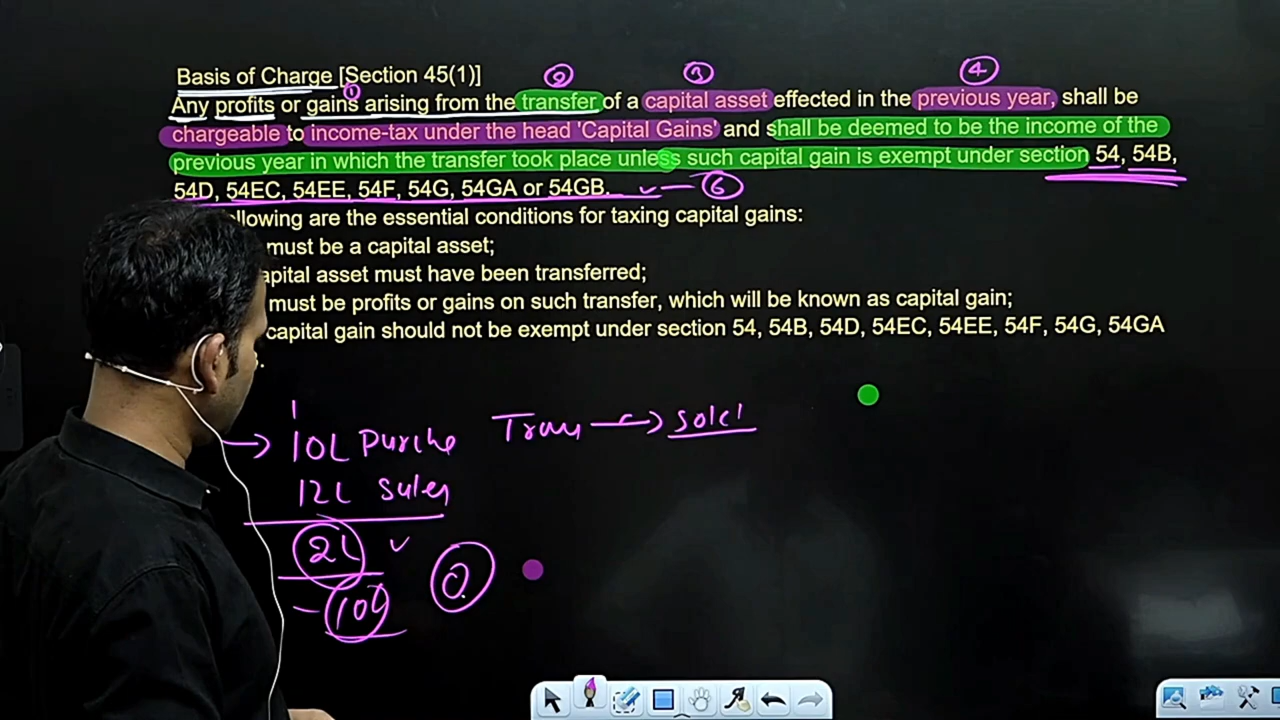 Basis of Charge [Section 45(1)]
① ② ③ ④
Any profits or gains arising from the transfer of a capital asset effected in the previous year, shall be
chargeable to income-tax under the head 'Capital Gains' and shall be deemed to be the income of the
previous year in which the transfer took place unless such capital gain is exempt under section 54, 54B,
54D, 54EC, 54EE, 54F, 54G, 54GA or 54GB. ✓ — ⑥
llowing are the essential conditions for taxing capital gains:
must be a capital asset;
apital asset must have been transferred;
must be profits or gains on such transfer, which will be known as capital gain;
capital gain should not be exempt under section 54, 54B, 54D, 54EC, 54EE, 54F, 54G, 54GA
→ 10L
12L Sales
2L ✓